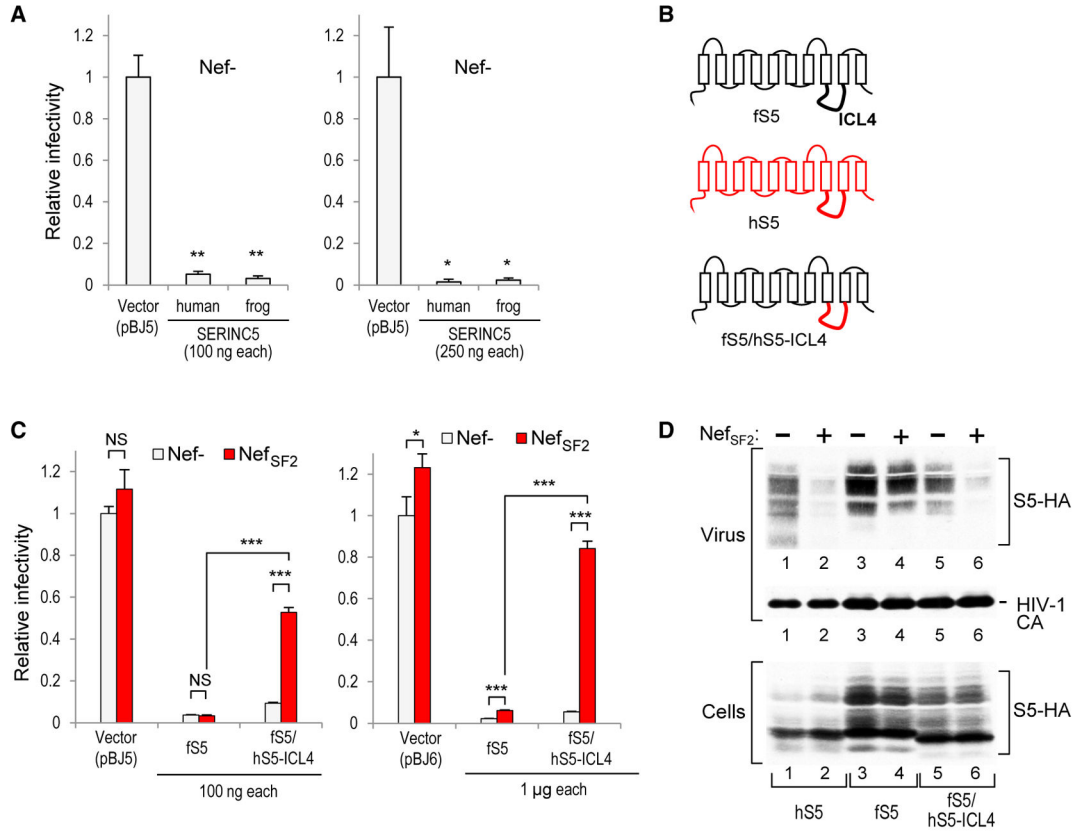 A
Relative infectivity
1.2
1
0.8
0.6
0.4
0.2
0
Nef-
**
**
Vector
(pBJ5)
human
frog
SERINC5
(100 ng each)
1.2
1
0.8
0.6
0.4
0.2
0
Nef-
*
*
Vector
(pBJ5)
human
frog
SERINC5
(250 ng each)
B
fS5
ICL4
hS5
fS5/hS5-ICL4
C
Relative infectivity
1.2
1
0.8
0.6
0.4
0.2
0
Nef- NefSF2
NS
NS
***
***
Vector
(pBJ5)
fS5
fS5/
hS5-ICL4
100 ng each
1.2
1
0.8
0.6
0.4
0.2
0
Nef- NefSF2
*
***
***
***
Vector
(pBJ6)
fS5
fS5/
hS5-ICL4
1 µg each
D
NefSF2: − + − + − +
Virus
S5-HA
1 2 3 4 5 6
HIV-1
CA
1 2 3 4 5 6
Cells
S5-HA
1 2 3 4 5 6
hS5
fS5
fS5/
hS5-ICL4